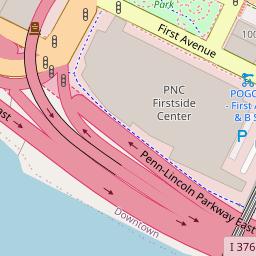 Park
First Avenue
100
PNC
Firstside
Center
POGO
- First A
& B S
P
Penn-Lincoln Parkway East
Downtown
I 376